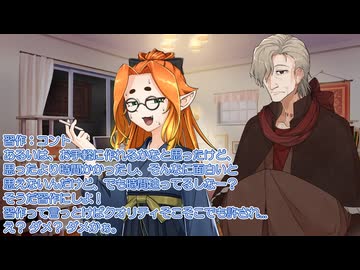 習作：コント
あるいは、お手軽に作れるかなと思ったけど、
思ったより時間かかったし、そんなに面白いと
思えないんだけど、でも時間迫ってるしなー？
そうだ習作にしよ！
習作って言っとけばクオリティそこそこでも許され…
え？ダメ？ダメかぁ。